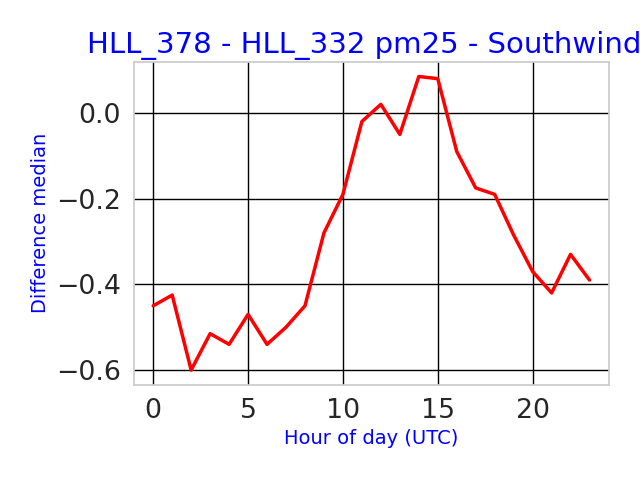 HLL_378 - HLL_332 pm25 - Southwind
Difference median
0.0
−0.2
−0.4
−0.6
0 5 10 15 20
Hour of day (UTC)